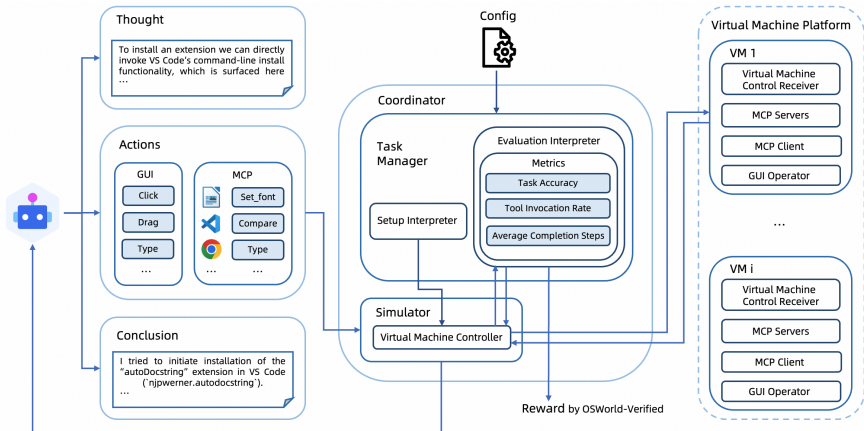 Thought
To install an extension we can directly
invoke VS Code's command-line install
functionality, which is surfaced here
...
Actions
GUI
Click
Drag
Type
...
MCP
Set_font
Compare
Type
...
...
Conclusion
I tried to initiate installation of the
"autoDocstring" extension in VS Code
(`njpwerner.autodocstring`).
...
Config
Coordinator
Task
Manager
Setup Interpreter
Evaluation Interpreter
Metrics
Task Accuracy
Tool Invocation Rate
Average Completion Steps
Simulator
Virtual Machine Controller
Reward by OSWorld-Verified
Virtual Machine Platform
VM 1
Virtual Machine
Control Receiver
MCP Servers
MCP Client
GUI Operator
...
VM i
Virtual Machine
Control Receiver
MCP Servers
MCP Client
GUI Operator